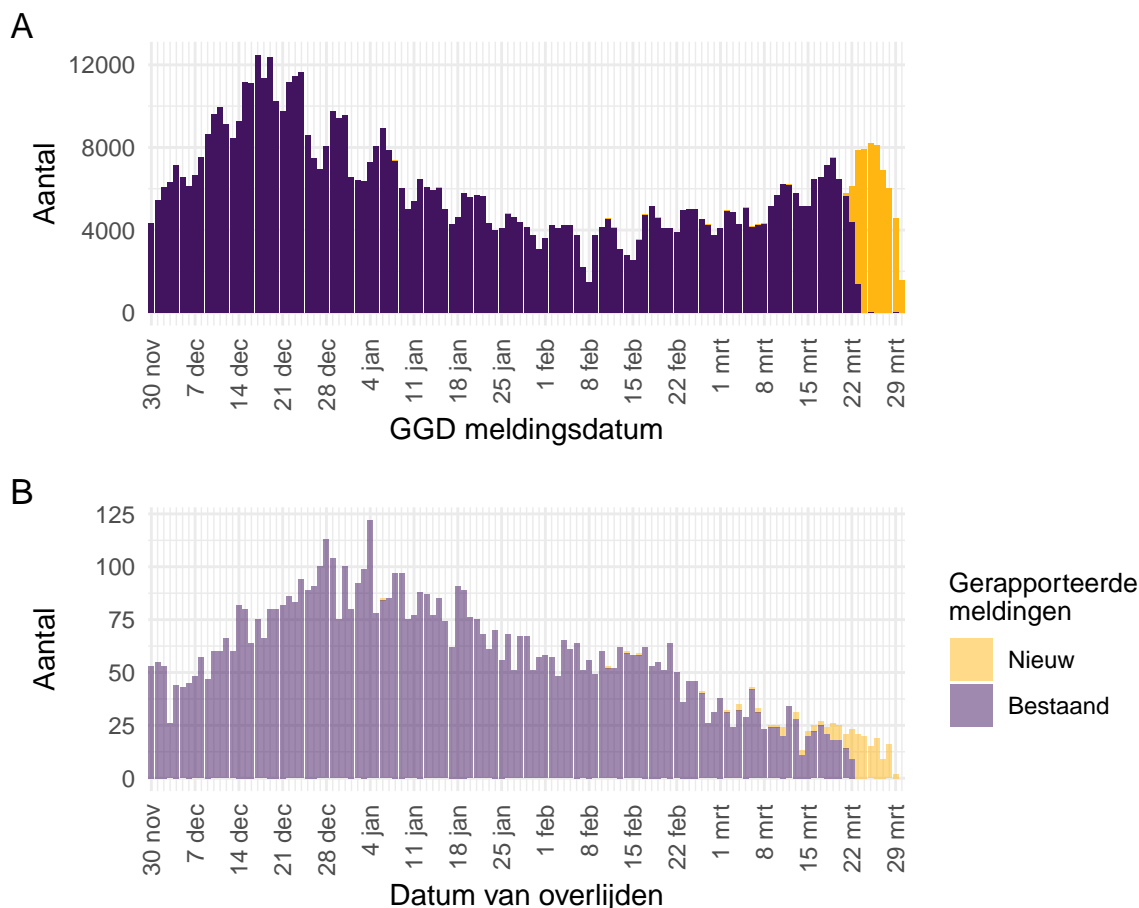 A
12000
8000
4000
0
Aantal
30 nov
7 dec
14 dec
21 dec
28 dec
4 jan
11 jan
18 jan
25 jan
1 feb
8 feb
15 feb
22 feb
1 mrt
8 mrt
15 mrt
22 mrt
29 mrt
GGD meldingsdatum
B
125
100
75
50
25
0
Aantal
30 nov
7 dec
14 dec
21 dec
28 dec
4 jan
11 jan
18 jan
25 jan
1 feb
8 feb
15 feb
22 feb
1 mrt
8 mrt
15 mrt
22 mrt
29 mrt
Datum van overlijden
Gerapporteerde
meldingen
Nieuw
Bestaand